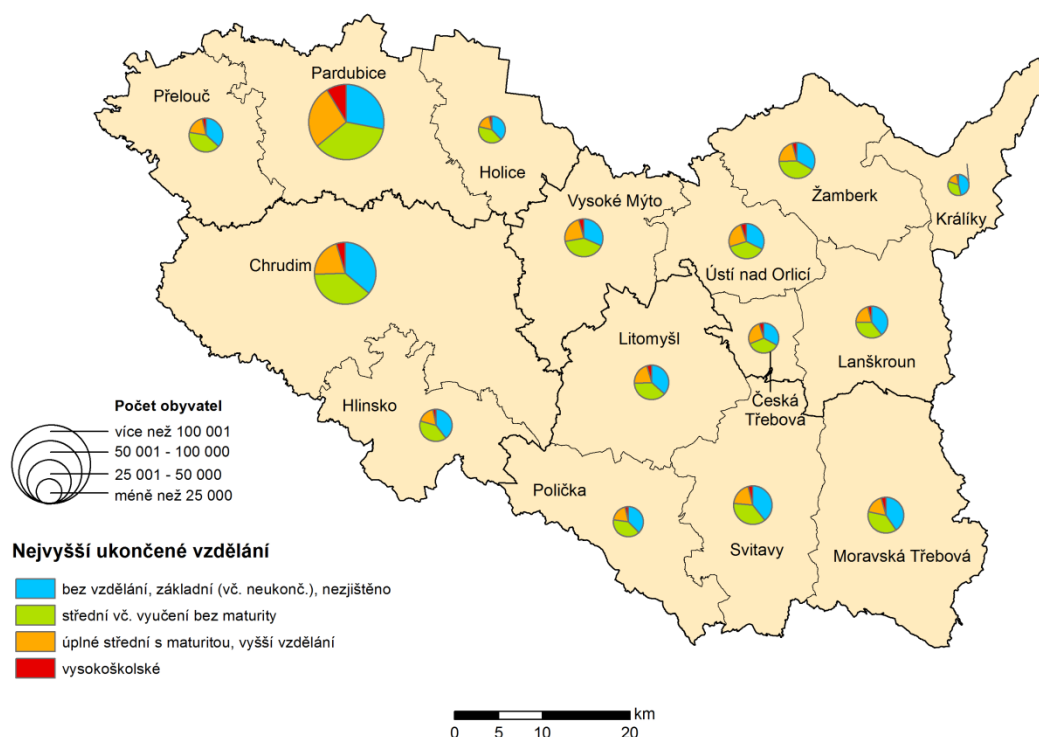 Pardubice
Přelouč
Holice
Žamberk
Králíky
Vysoké Mýto
Ústí nad Orlicí
Chrudim
Litomyšl
Lanškroun
Česká
Třebová
Hlinsko
Polička
Svitavy
Moravská Třebová
Počet obyvatel
více než 100 001
50 001 - 100 000
25 001 - 50 000
méně než 25 000
Nejvyšší ukončené vzdělání
bez vzdělání, základní (vč. neukonč.), nezjištěno
střední vč. vyučení bez maturity
úplné střední s maturitou, vyšší vzdělání
vysokoškolské
km
0 5 10 20